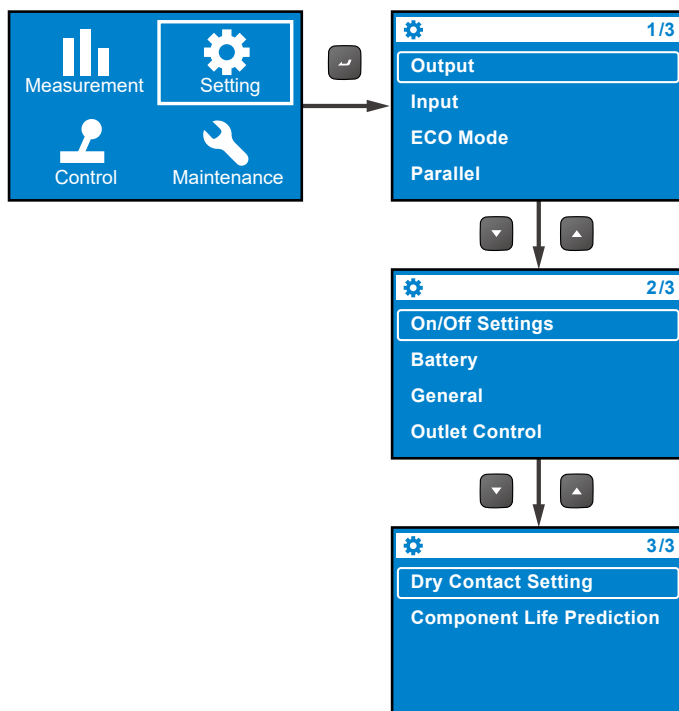 Measurement
Setting
Control
Maintenance
1/3
Output
Input
ECO Mode
Parallel
2/3
On/Off Settings
Battery
General
Outlet Control
3/3
Dry Contact Setting
Component Life Prediction